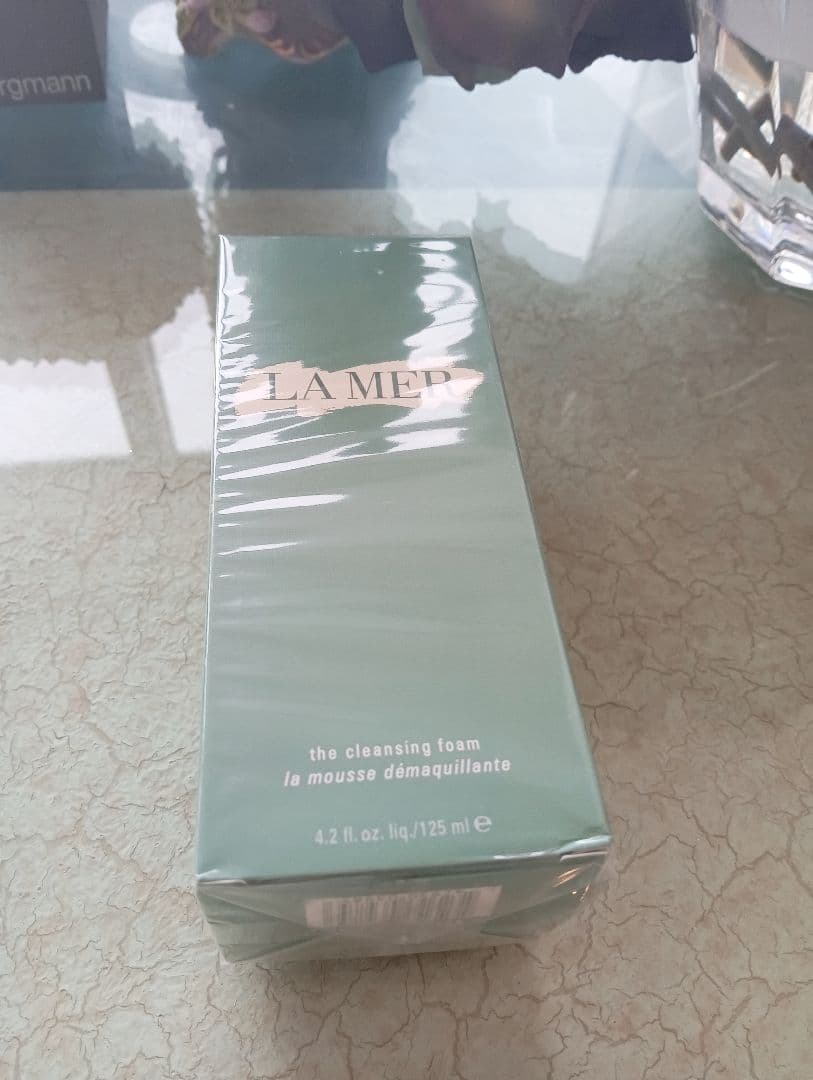 rgmann
LA MER
the cleansing foam
la mousse démaquillante
4.2 fl. oz. liq./125 ml ℮